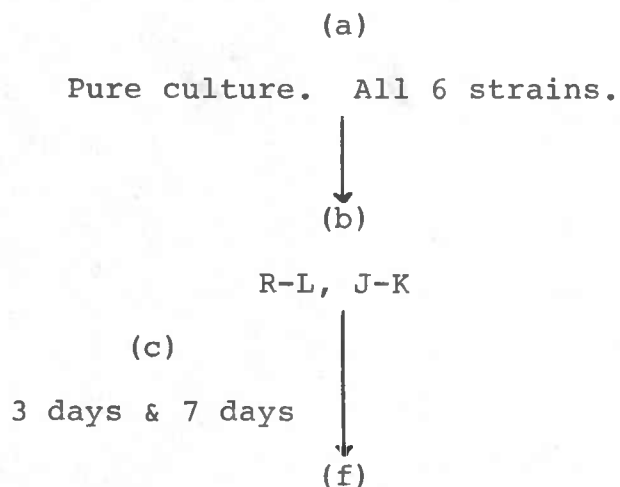 (a)
Pure culture. All 6 strains.
(b)
R-L, J-K
(c)
3 days & 7 days
(f)